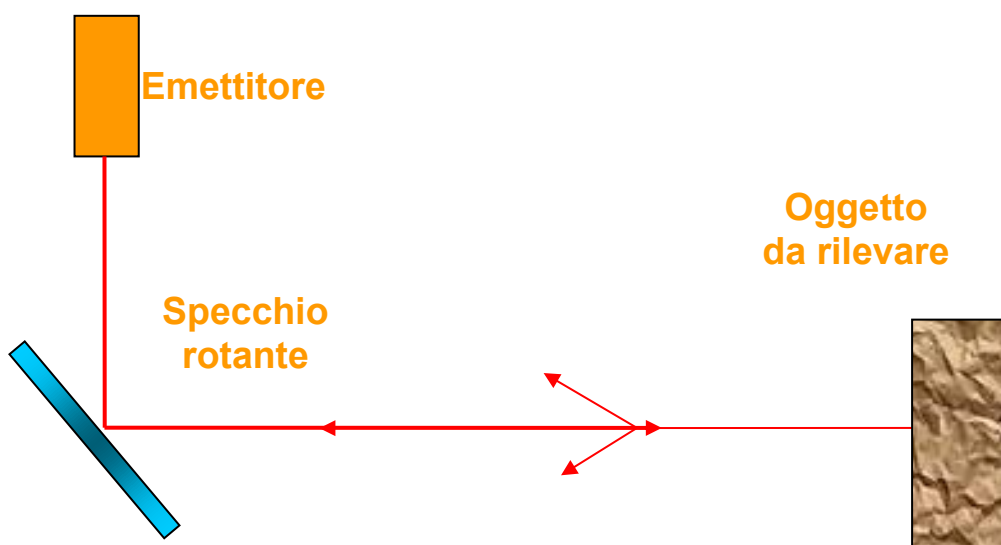 Emettitore
Oggetto
da rilevare
Specchio
rotante